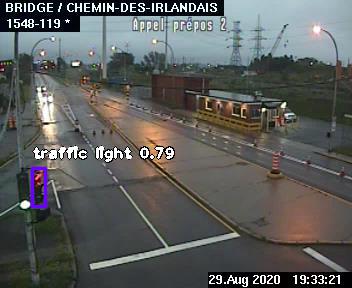 BRIDGE / CHEMIN-DES-IRLANDAIS
1548-119 *
Appel-prépos 2
traffic light 0.79
29.Aug 2020 19:33:21